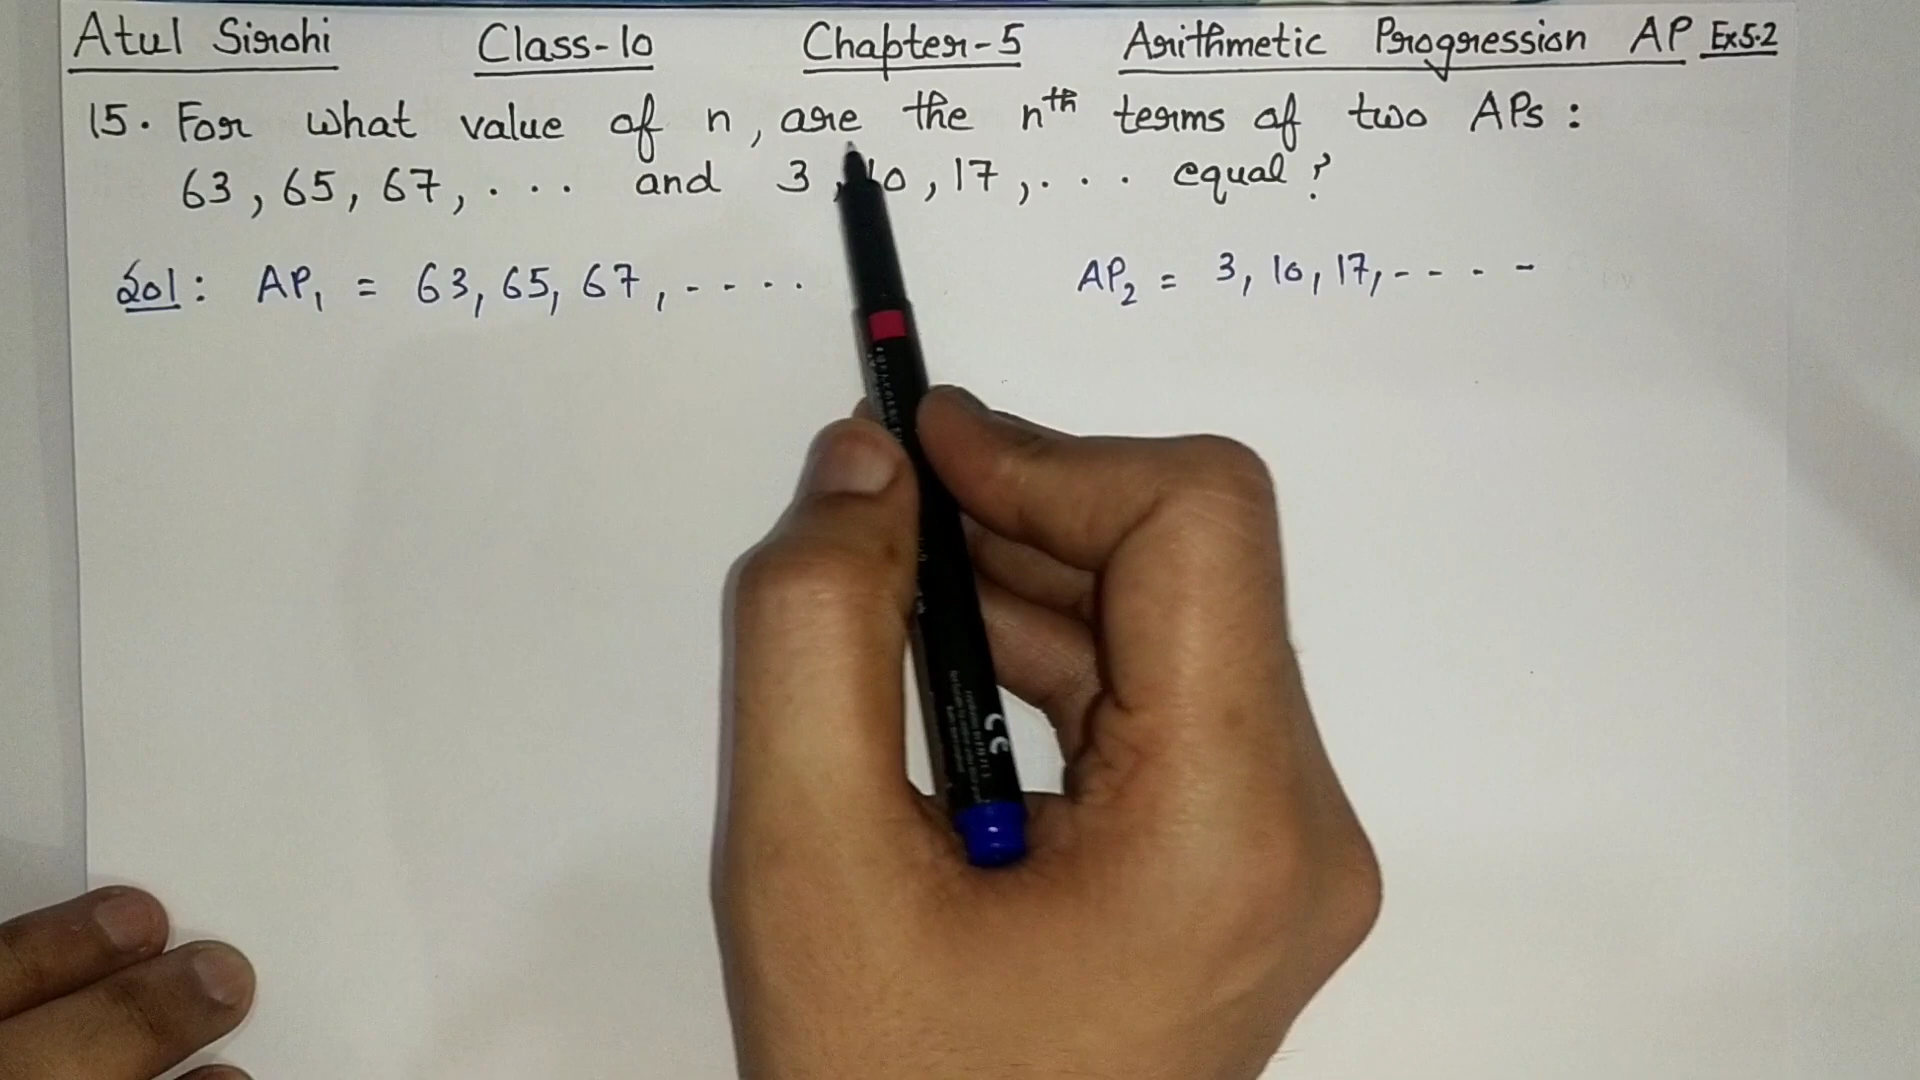 Atul Sirohi Class-10 Chapter-5 Arithmetic Progression AP Ex5.2
15. For what value of n, are the nth terms of two APs :
63, 65, 67, ... and 3, 10, 17, ... equal?
Sol: AP₁ = 63, 65, 67, ----- AP₂ = 3, 10, 17, -----
CE